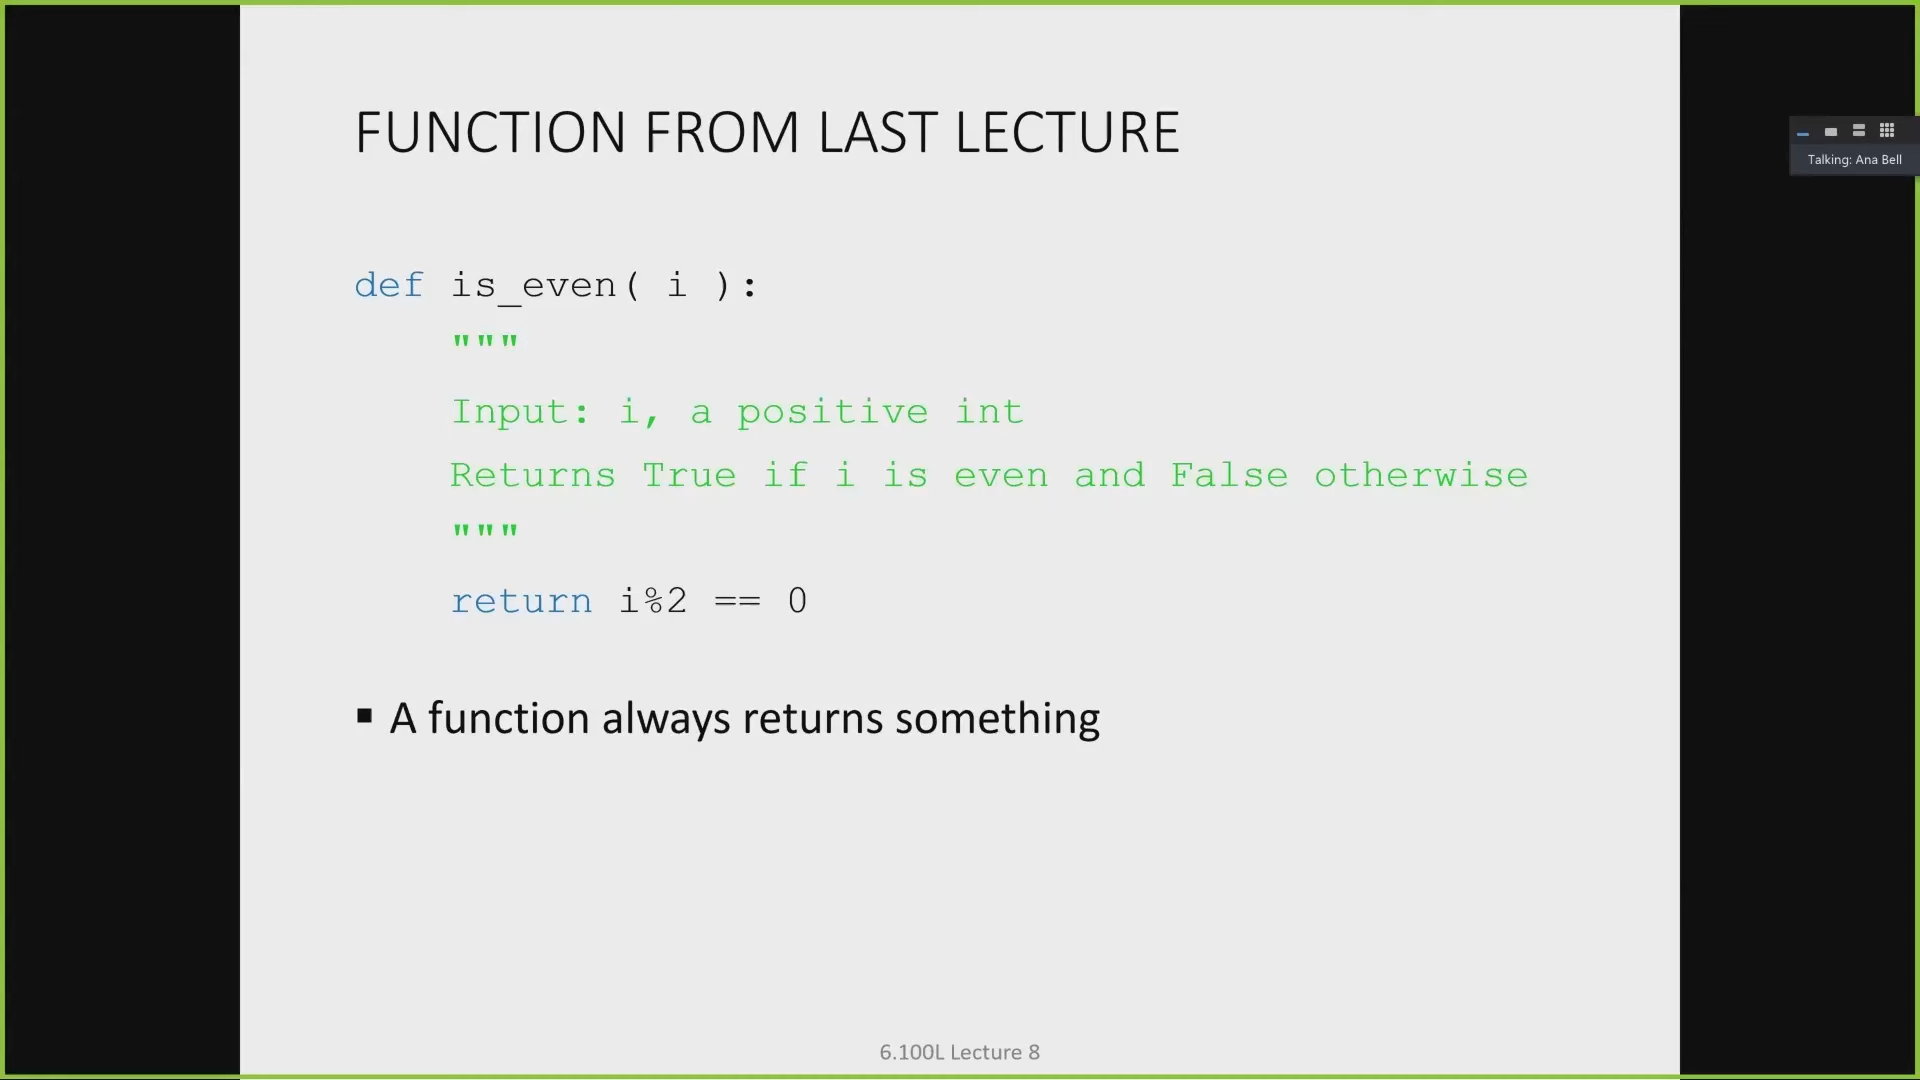 FUNCTION FROM LAST LECTURE
Talking: Ana Bell
def is_even( i ):
"""
Input: i, a positive int
Returns True if i is even and False otherwise
"""
return i%2 == 0
▪ A function always returns something
6.100L Lecture 8